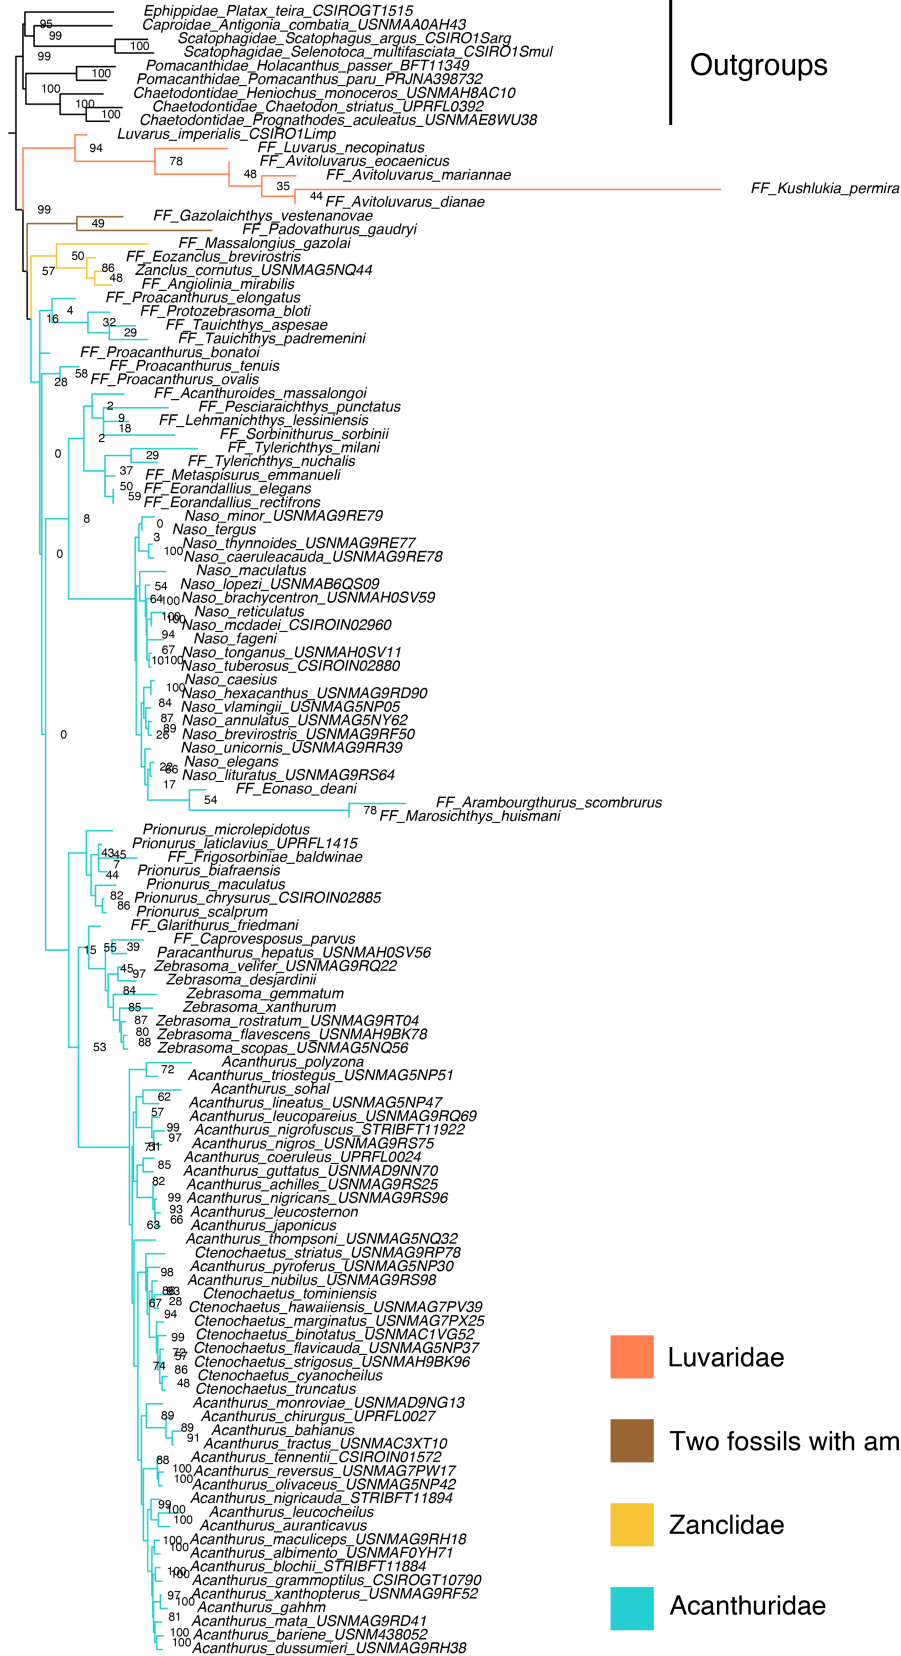 Ephippidae_Platax_teira_CSIROGT1515
95
Caproidae_Antigonia_combatia_USNMAA0AH43
99
Scatophagidae_Scatophagus_argus_CSIRO1Sarg
100
Scatophagidae_Selenotoca_multifasciata_CSIRO1Smul
99
Outgroups
Pomacanthidae_Holacanthus_passer_BFT11349
100
Pomacanthidae_Pomacanthus_paru_PRJNA398732
100
Chaetodontidae_Heniochus_monoceros_USNMAH8AC10
100
Chaetodontidae_Chaetodon_striatus_UPRFL0392
100
Chaetodontidae_Prognathodes_aculeatus_USNMAE8WU38
Luvarus_imperialis_CSIRO1Limp
94
FF_Luvarus_necopinatus
78
FF_Avitoluvarus_eocaenicus
48
FF_Avitoluvarus_mariannae
35
FF_Kushlukia_permira
44
FF_Avitoluvarus_dianae
99
FF_Gazolaichthys_vestenanovae
49
FF_Padovathurus_gaudryi
FF_Massalongius_gazolai
50
FF_Eozanclus_brevirostris
57
86
Zanclus_cornutus_USNMAG5NQ44
48
FF_Angiolinia_mirabilis
FF_Proacanthurus_elongatus
4
FF_Protozebrasoma_bloti
16
32
FF_Tauichthys_aspesae
29
FF_Tauichthys_padremenini
FF_Proacanthurus_bonatoi
FF_Proacanthurus_tenuis
58
28
FF_Proacanthurus_ovalis
FF_Acanthuroides_massalongoi
2
FF_Pesciaraichthys_punctatus
9
FF_Lehmanichthys_lessiniensis
18
FF_Sorbinithurus_sorbinii
2
FF_Tylerichthys_milani
0
29
FF_Tylerichthys_nuchalis
37
FF_Metaspisurus_emmanueli
50
FF_Eorandallius_elegans
59
FF_Eorandallius_rectifrons
8
Naso_minor_USNMAG9RE79
0
Naso_tergus
3
Naso_thynnoides_USNMAG9RE77
100
Naso_caeruleacauda_USNMAG9RE78
0
Naso_maculatus
54
Naso_lopezi_USNMAB6QS09
64
100
Naso_brachycentron_USNMAH0SV59
Naso_reticulatus
100
100
Naso_mcdadei_CSIROIN02960
94
Naso_fageni
67
Naso_tonganus_USNMAH0SV11
10
100
Naso_tuberosus_CSIROIN02880
Naso_caesius
100
Naso_hexacanthus_USNMAG9RD90
84
Naso_vlamingii_USNMAG5NP05
87
Naso_annulatus_USNMAG5NY62
89
26
Naso_brevirostris_USNMAG9RF50
0
Naso_unicornis_USNMAG9RR39
Naso_elegans
66
Naso_lituratus_USNMAG9RS64
17
FF_Eonaso_deani
54
FF_Arambourgthurus_scombrurus
78
FF_Marosichthys_huismani
Prionurus_microlepidotus
Prionurus_laticlavius_UPRFL1415
43
45
FF_Frigosorbiniae_baldwinae
7
Prionurus_biafraensis
44
Prionurus_maculatus
82
Prionurus_chrysurus_CSIROIN02885
86
Prionurus_scalprum
FF_Glarithurus_friedmani
FF_Caprovesposus_parvus
15
55
39
Paracanthurus_hepatus_USNMAH0SV56
Zebrasoma_velifer_USNMAG9RQ22
45
97
Zebrasoma_desjardinii
84
Zebrasoma_gemmatum
85
Zebrasoma_xanthurum
87
Zebrasoma_rostratum_USNMAG9RT04
80
Zebrasoma_flavescens_USNMAH9BK78
88
53
Zebrasoma_scopas_USNMAG5NQ56
Acanthurus_polyzona
72
Acanthurus_triostegus_USNMAG5NP51
Acanthurus_sohal
62
Acanthurus_lineatus_USNMAG5NP47
57
Acanthurus_leucopareius_USNMAG9RQ69
99
Acanthurus_nigrofuscus_STRIBFT11922
97
Acanthurus_nigros_USNMAG9RS75
Acanthurus_coeruleus_UPRFL0024
85
Acanthurus_guttatus_USNMAD9NN70
82
Acanthurus_achilles_USNMAG9RS25
99
Acanthurus_nigricans_USNMAG9RS96
93
Acanthurus_leucosternon
66
63
Acanthurus_japonicus
Acanthurus_thompsoni_USNMAG5NQ32
Ctenochaetus_striatus_USNMAG9RP78
98
Acanthurus_pyroferus_USNMAG5NP30
Acanthurus_nubilus_USNMAG9RS98
Ctenochaetus_tominiensis
67
28
Ctenochaetus_hawaiiensis_USNMAG7PV39
94
Ctenochaetus_marginatus_USNMAG7PX25
99
Ctenochaetus_binotatus_USNMAC1VG52
Ctenochaetus_flavicauda_USNMAG5NP37
57
Luvaridae
74
Ctenochaetus_strigosus_USNMAH9BK96
86
Ctenochaetus_cyanocheilus
48
Ctenochaetus_truncatus
Acanthurus_monroviae_USNMAD9NG13
89
Acanthurus_chirurgus_UPRFL0027
89
Acanthurus_bahianus
91
Two fossils with am
Acanthurus_tractus_USNMAC3XT10
88
Acanthurus_tennentii_CSIROIN01572
100
Acanthurus_reversus_USNMAG7PW17
100
Acanthurus_olivaceus_USNMAG5NP42
Acanthurus_nigricauda_STRIBFT11894
99
100
Acanthurus_leucocheilus
100
Zanclidae
Acanthurus_auranticavus
100
Acanthurus_maculiceps_USNMAG9RH18
100
Acanthurus_albimento_USNMAF0YH71
Acanthurus_blochii_STRIBFT11884
100
100
Acanthurus_grammoptilus_CSIROGT10790
97
Acanthurus_xanthopterus_USNMAG9RF52
100
Acanthurus_gahhm
Acanthuridae
81
Acanthurus_mata_USNMAG9RD41
100
Acanthurus_bariene_USNM438052
100
Acanthurus_dussumieri_USNMAG9RH38